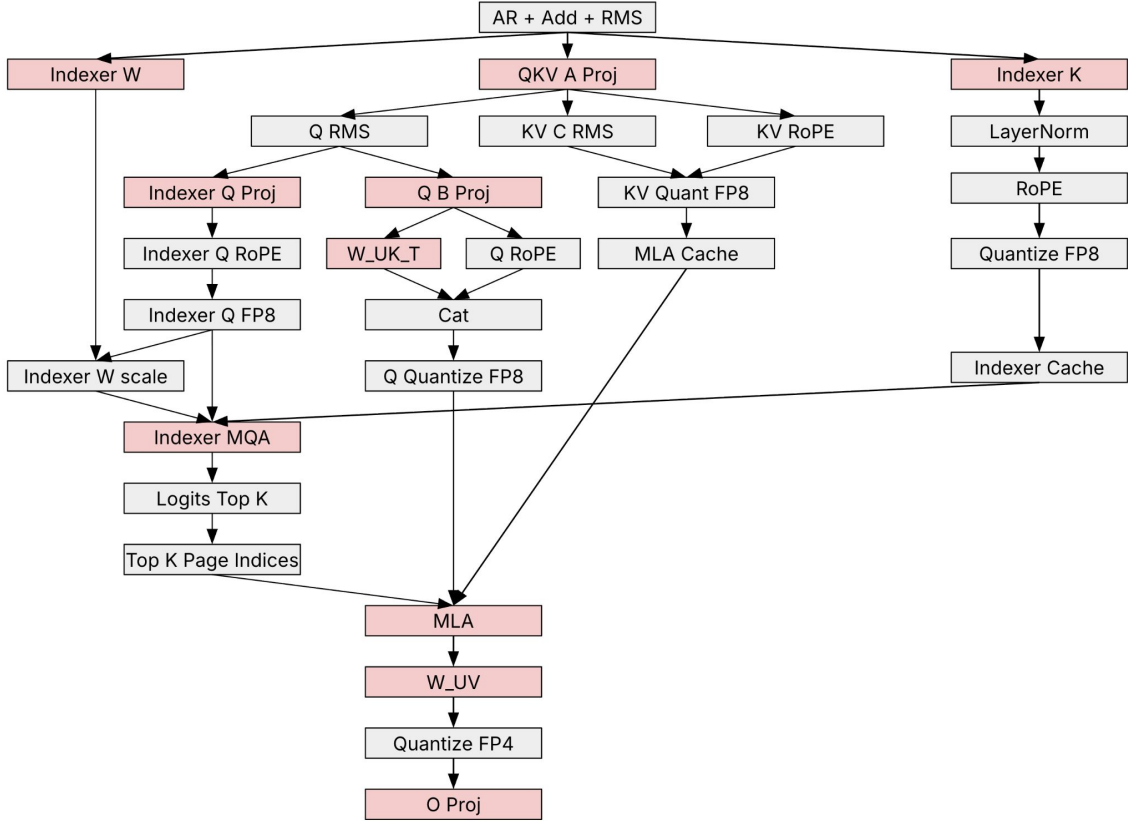 AR + Add + RMS
Indexer W
QKV A Proj
Indexer K
Q RMS
KV C RMS
KV RoPE
LayerNorm
Indexer Q Proj
Q B Proj
KV Quant FP8
RoPE
Indexer Q RoPE
W_UK_T
Q RoPE
MLA Cache
Quantize FP8
Indexer Q FP8
Cat
Indexer W scale
Q Quantize FP8
Indexer Cache
Indexer MQA
Logits Top K
Top K Page Indices
MLA
W_UV
Quantize FP4
O Proj